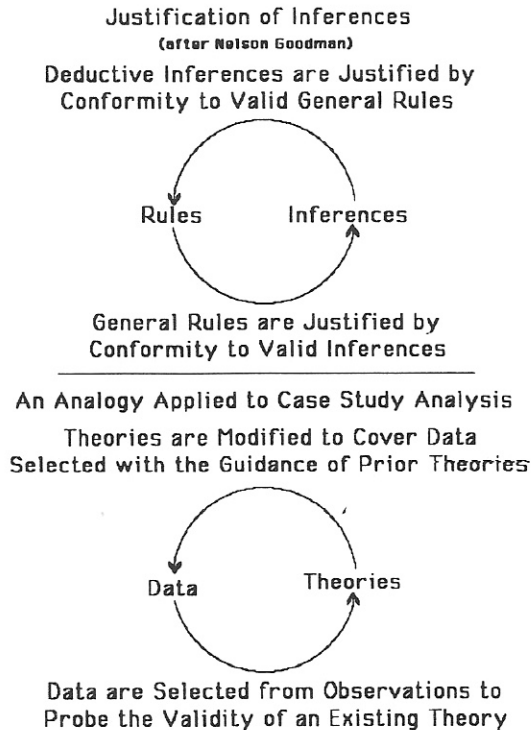 Justification of Inferences
(after Nelson Goodman)
Deductive Inferences are Justified by
Conformity to Valid General Rules
Rules Inferences
General Rules are Justified by
Conformity to Valid Inferences
An Analogy Applied to Case Study Analysis
Theories are Modified to Cover Data
Selected with the Guidance of Prior Theories
Data Theories
Data are Selected from Observations to
Probe the Validity of an Existing Theory